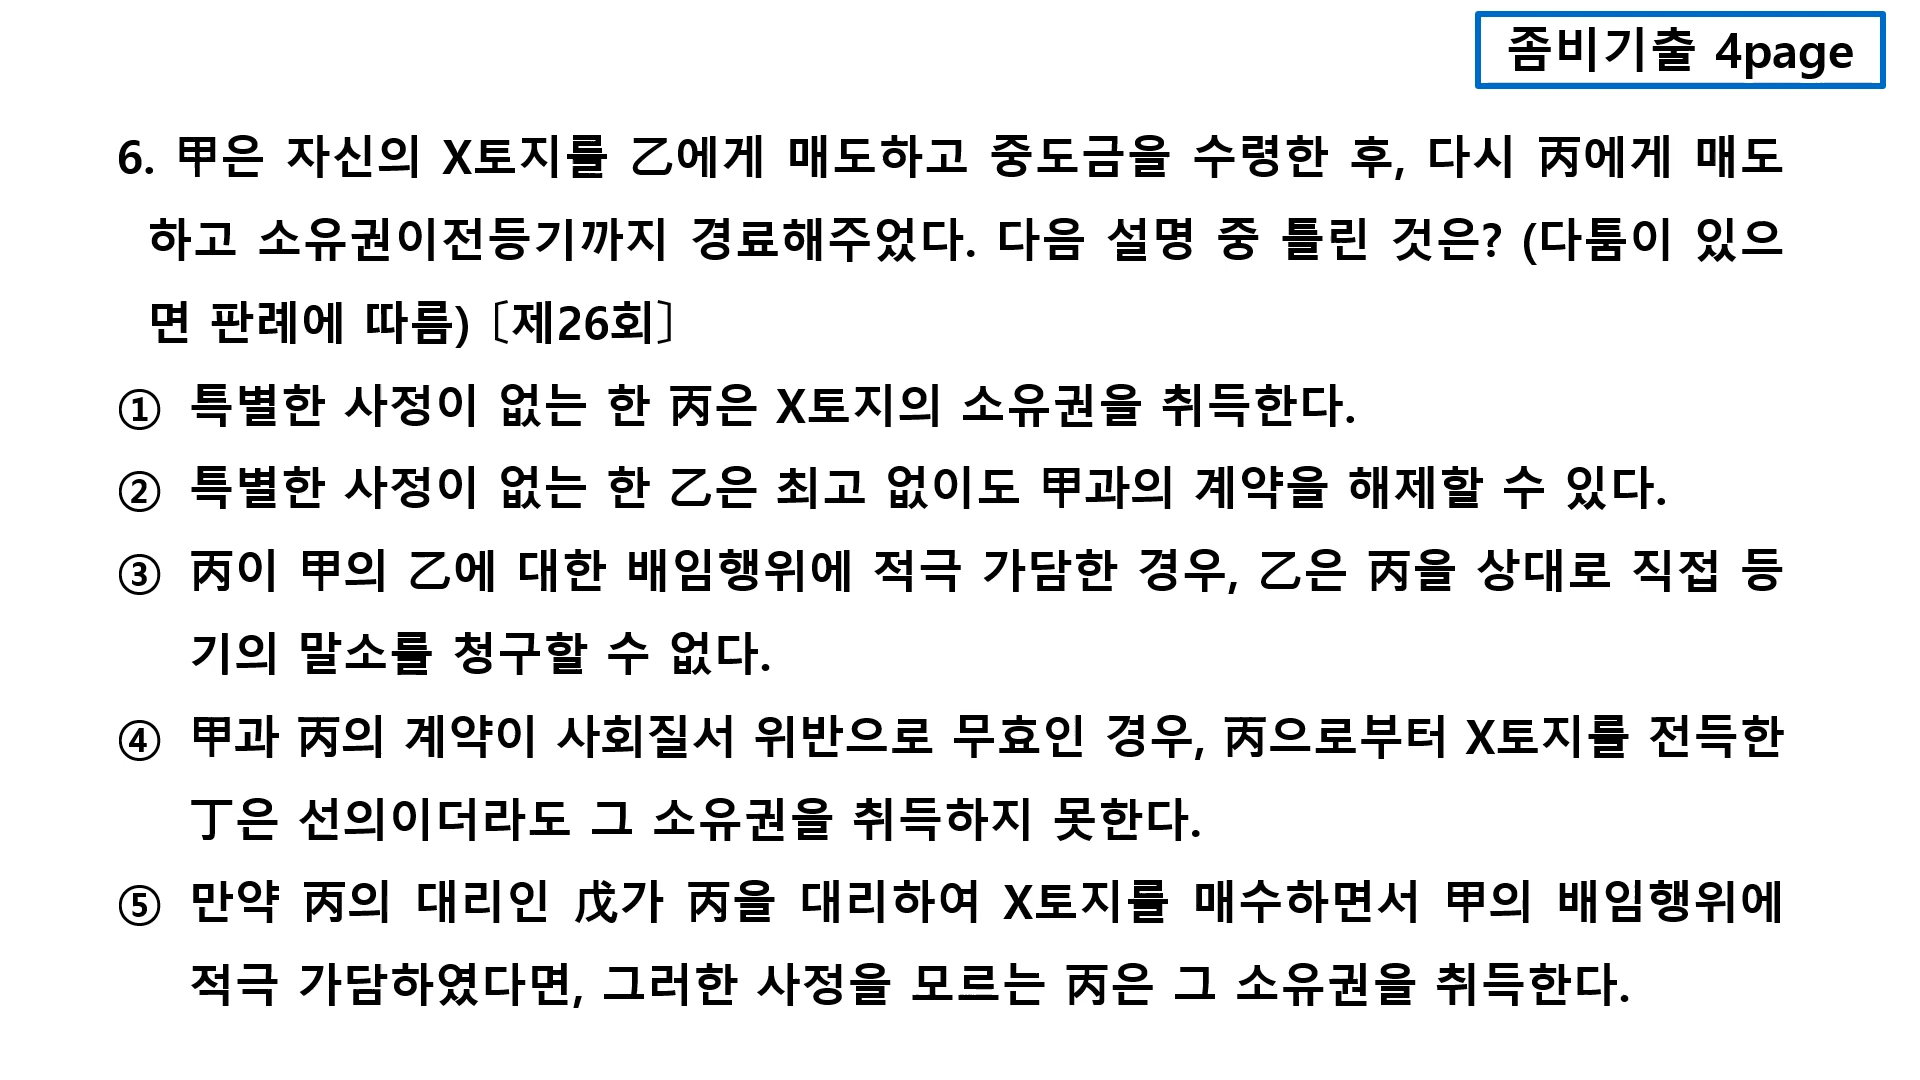 좀비기출 4page
6. 甲은 자신의 X토지를 乙에게 매도하고 중도금을 수령한 후, 다시 丙에게 매도
하고 소유권이전등기까지 경료해주었다. 다음 설명 중 틀린 것은? (다툼이 있으
면 판례에 따름)〔제26회〕
① 특별한 사정이 없는 한 丙은 X토지의 소유권을 취득한다.
② 특별한 사정이 없는 한 乙은 최고 없이도 甲과의 계약을 해제할 수 있다.
③ 丙이 甲의 乙에 대한 배임행위에 적극 가담한 경우, 乙은 丙을 상대로 직접 등
기의 말소를 청구할 수 없다.
④ 甲과 丙의 계약이 사회질서 위반으로 무효인 경우, 丙으로부터 X토지를 전득한
丁은 선의이더라도 그 소유권을 취득하지 못한다.
⑤ 만약 丙의 대리인 戊가 丙을 대리하여 X토지를 매수하면서 甲의 배임행위에
적극 가담하였다면, 그러한 사정을 모르는 丙은 그 소유권을 취득한다.